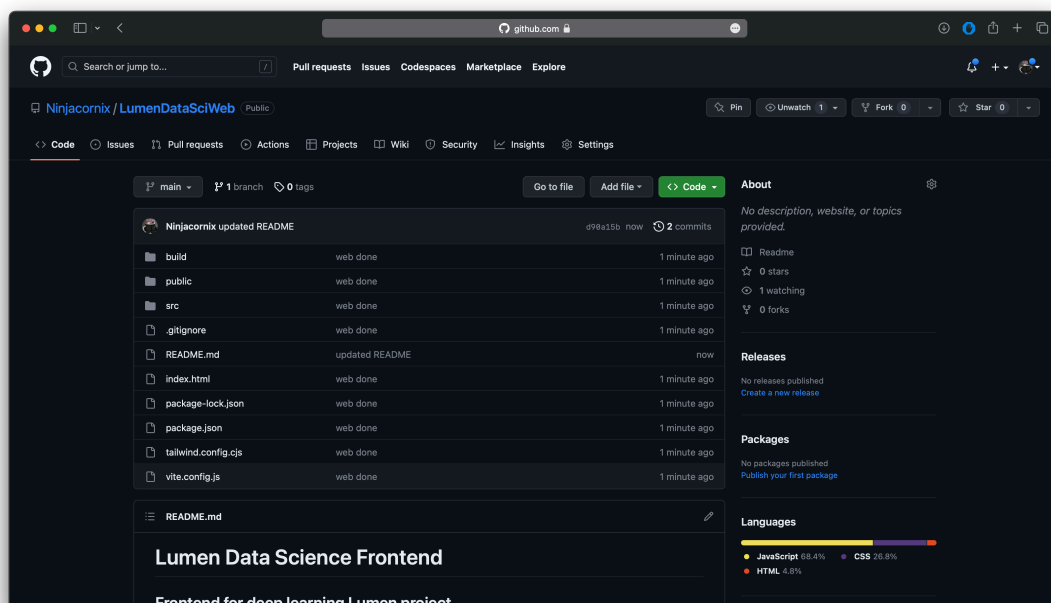 github.com
Search or jump to... /
Pull requests Issues Codespaces Marketplace Explore
Ninjacornix / LumenDataSciWeb Public
Pin Unwatch 1 Fork 0 Star 0
Code Issues Pull requests Actions Projects Wiki Security Insights Settings
main 1 branch 0 tags Go to file Add file Code
Ninjacornix updated README d90a15b now 2 commits
build web done 1 minute ago
public web done 1 minute ago
src web done 1 minute ago
.gitignore web done 1 minute ago
README.md updated README now
index.html web done 1 minute ago
package-lock.json web done 1 minute ago
package.json web done 1 minute ago
tailwind.config.cjs web done 1 minute ago
vite.config.js web done 1 minute ago
README.md
Lumen Data Science Frontend
Frontend for deep learning Lumen project
About
No description, website, or topics
provided.
Readme
0 stars
1 watching
0 forks
Releases
No releases published
Create a new release
Packages
No packages published
Publish your first package
Languages
JavaScript 68.4% CSS 26.8%
HTML 4.8%